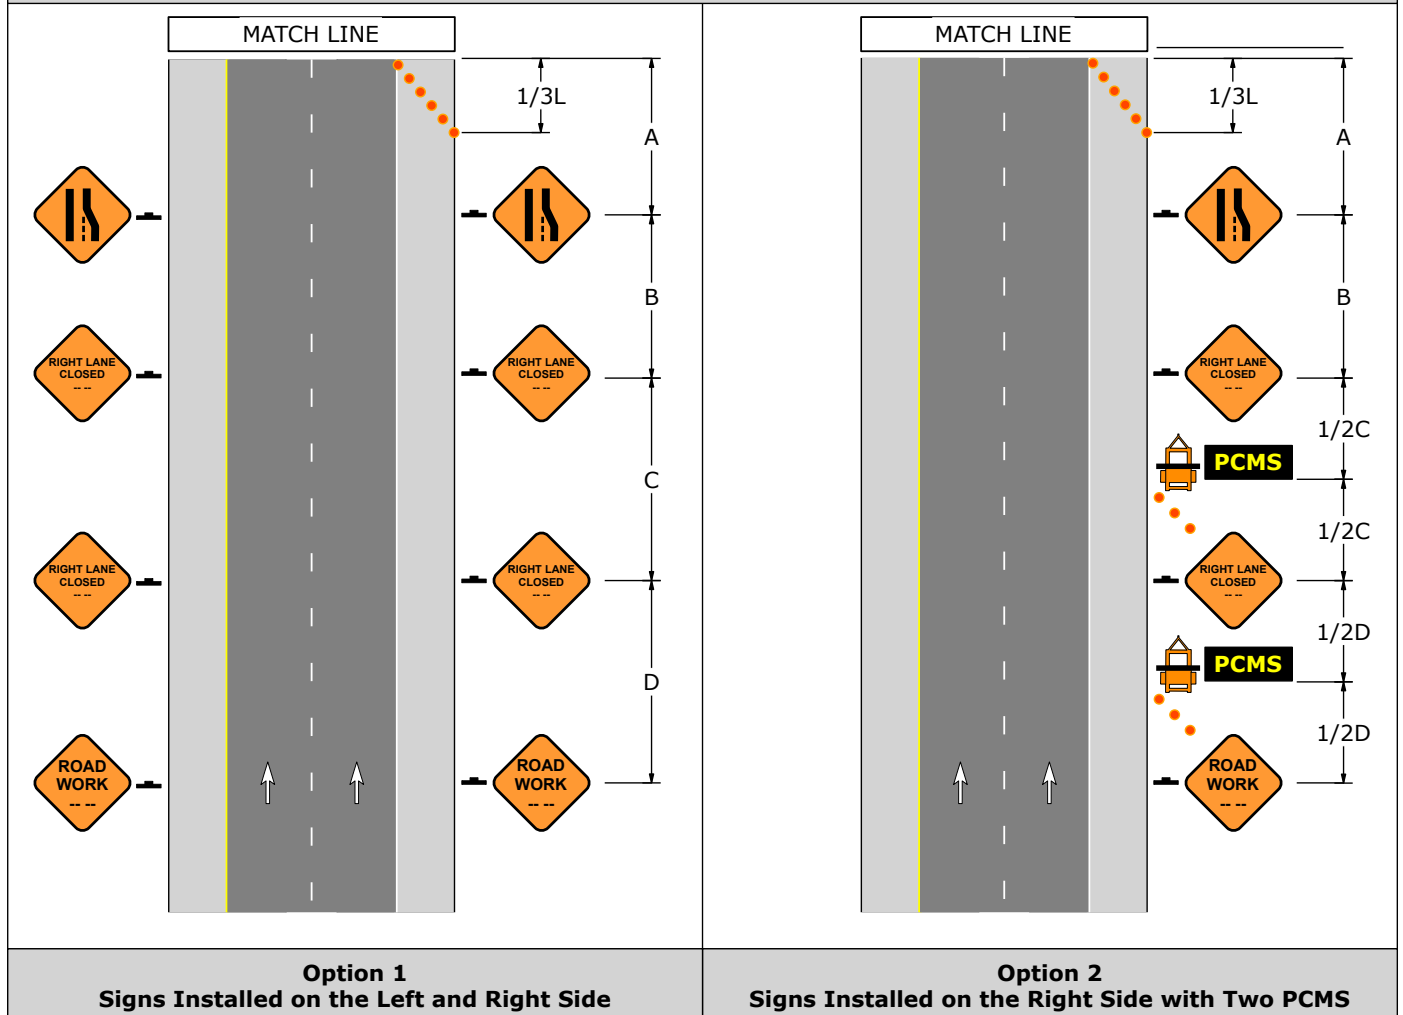 MATCH LINE
1/3L
A
B
RIGHT LANE
CLOSED
-- --
RIGHT LANE
CLOSED
-- --
C
RIGHT LANE
CLOSED
-- --
RIGHT LANE
CLOSED
-- --
D
ROAD
WORK
-- --
ROAD
WORK
-- --
Option 1
Signs Installed on the Left and Right Side
MATCH LINE
1/3L
A
B
RIGHT LANE
CLOSED
-- --
1/2C
PCMS
1/2C
RIGHT LANE
CLOSED
-- --
1/2D
PCMS
1/2D
ROAD
WORK
-- --
Option 2
Signs Installed on the Right Side with Two PCMS